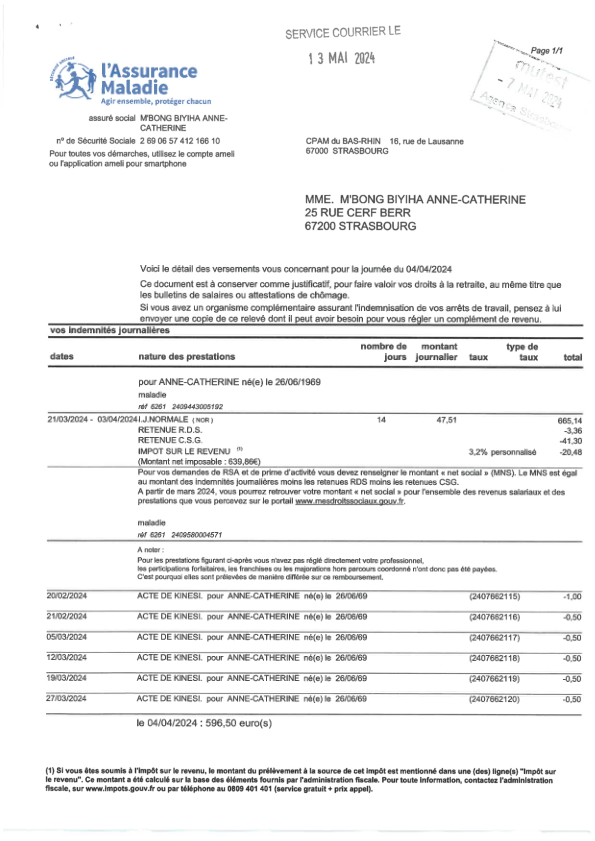 SERVICE COURRIER LE
13 MAI 2024
Page 1/1
mutest
- 7 MAI 2024
Agence Strasbourg
SÉCURITÉ SOCIALE
l'Assurance
Maladie
Agir ensemble, protéger chacun
assuré social M'BONG BIYIHA ANNE-
CATHERINE
n° de Sécurité Sociale 2 69 06 57 412 166 10
Pour toutes vos démarches, utilisez le compte ameli
ou l'application ameli pour smartphone
CPAM du BAS-RHIN 16, rue de Lausanne
67000 STRASBOURG
MME. M'BONG BIYIHA ANNE-CATHERINE
25 RUE CERF BERR
67200 STRASBOURG
Voici le détail des versements vous concernant pour la journée du 04/04/2024
Ce document est à conserver comme justificatif, pour faire valoir vos droits à la retraite, au même titre que
les bulletins de salaires ou attestations de chômage.
Si vous avez un organisme complémentaire assurant l'indemnisation de vos arrêts de travail, pensez à lui
envoyer une copie de ce relevé dont il peut avoir besoin pour vous régler un complément de revenu.
vos indemnités journalières
dates nature des prestations nombre de jours montant journalier taux type de taux total
pour ANNE-CATHERINE né(e) le 26/06/1969
maladie
réf 6261 2409443005192
21/03/2024 - 03/04/2024 I.J.NORMALE ( NOR ) 14 47,51 665,14
RETENUE R.D.S. -3,36
RETENUE C.S.G. -41,30
IMPOT SUR LE REVENU (1) 3,2% personnalisé -20,48
(Montant net imposable : 639,86€)
Pour vos demandes de RSA et de prime d'activité vous devez renseigner le montant « net social » (MNS). Le MNS est égal
au montant des indemnités journalières moins les retenues RDS moins les retenues CSG.
A partir de mars 2024, vous pourrez retrouver votre montant « net social » pour l'ensemble des revenus salariaux et des
prestations que vous percevez sur le portail www.mesdroitssociaux.gouv.fr.
maladie
réf 6261 2409580004571
A noter :
Pour les prestations figurant ci-après vous n'avez pas réglé directement votre professionnel,
les participations forfaitaires, les franchises ou les majorations hors parcours coordonné n'ont donc pas été payées.
C'est pourquoi elles sont prélevées de manière différée sur ce remboursement.
20/02/2024 ACTE DE KINESI. pour ANNE-CATHERINE né(e) le 26/06/69 (2407662115) -1,00
21/02/2024 ACTE DE KINESI. pour ANNE-CATHERINE né(e) le 26/06/69 (2407662116) -0,50
05/03/2024 ACTE DE KINESI. pour ANNE-CATHERINE né(e) le 26/06/69 (2407662117) -0,50
12/03/2024 ACTE DE KINESI. pour ANNE-CATHERINE né(e) le 26/06/69 (2407662118) -0,50
19/03/2024 ACTE DE KINESI. pour ANNE-CATHERINE né(e) le 26/06/69 (2407662119) -0,50
27/03/2024 ACTE DE KINESI. pour ANNE-CATHERINE né(e) le 26/06/69 (2407662120) -0,50
le 04/04/2024 : 596,50 euro(s)
(1) Si vous êtes soumis à l'impôt sur le revenu, le montant du prélèvement à la source de cet impôt est mentionné dans une (des) ligne(s) "Impôt sur
le revenu". Ce montant a été calculé sur la base des éléments fournis par l'administration fiscale. Pour toute information, contactez l'administration
fiscale, sur www.impots.gouv.fr ou par téléphone au 0809 401 401 (service gratuit + prix appel).